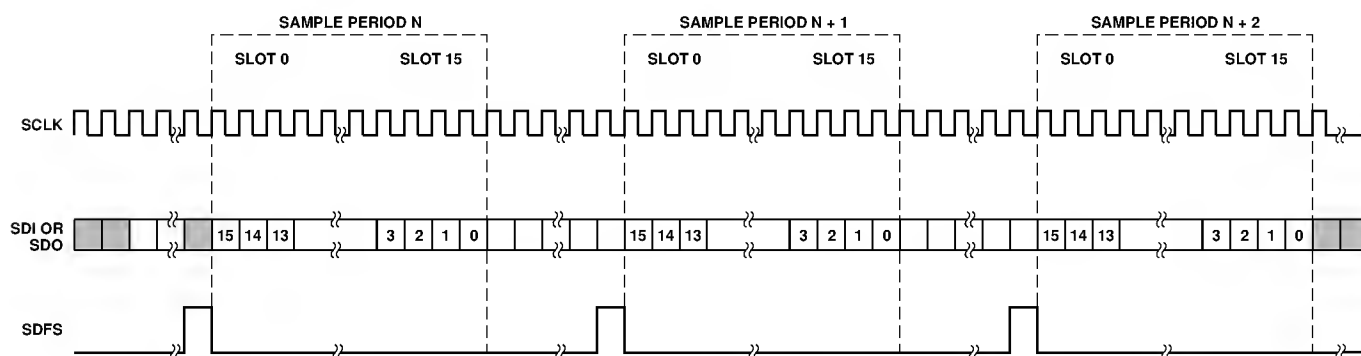 SAMPLE PERIOD N SAMPLE PERIOD N + 1 SAMPLE PERIOD N + 2
SLOT 0 SLOT 15 SLOT 0 SLOT 15 SLOT 0 SLOT 15
SCLK
SDI OR
SDO
15 14 13 3 2 1 0 15 14 13 3 2 1 0 15 14 13 3 2 1 0
SDFS